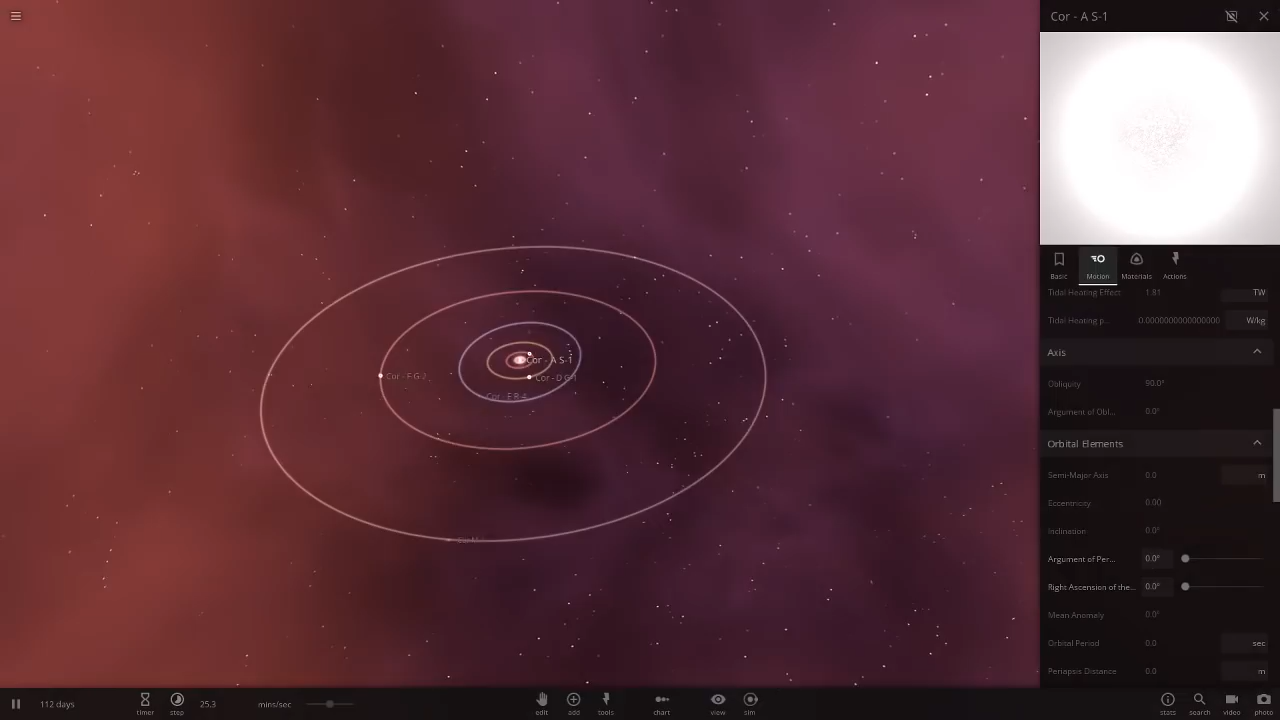 Cor - A S-1
Basic
Motion
Materials
Actions
Tidal Heating Effect 1.81 TW
Tidal Heating p... 0.0000000000000000 W/kg
Axis
Obliquity 90.0°
Argument of Obl... 0.0°
Orbital Elements
Semi-Major Axis 0.0 m
Eccentricity 0.00
Inclination 0.0°
Argument of Per... 0.0°
Right Ascension of the... 0.0°
Mean Anomaly 0.0°
Orbital Period 0.0 sec
Periapsis Distance 0.0 m
Cor - A S-1
Cor - F G-2
Cor - D G-1
112 days
timer
step
25.3 mins/sec
edit
add
tools
chart
view
sim
stats
search
video
photo